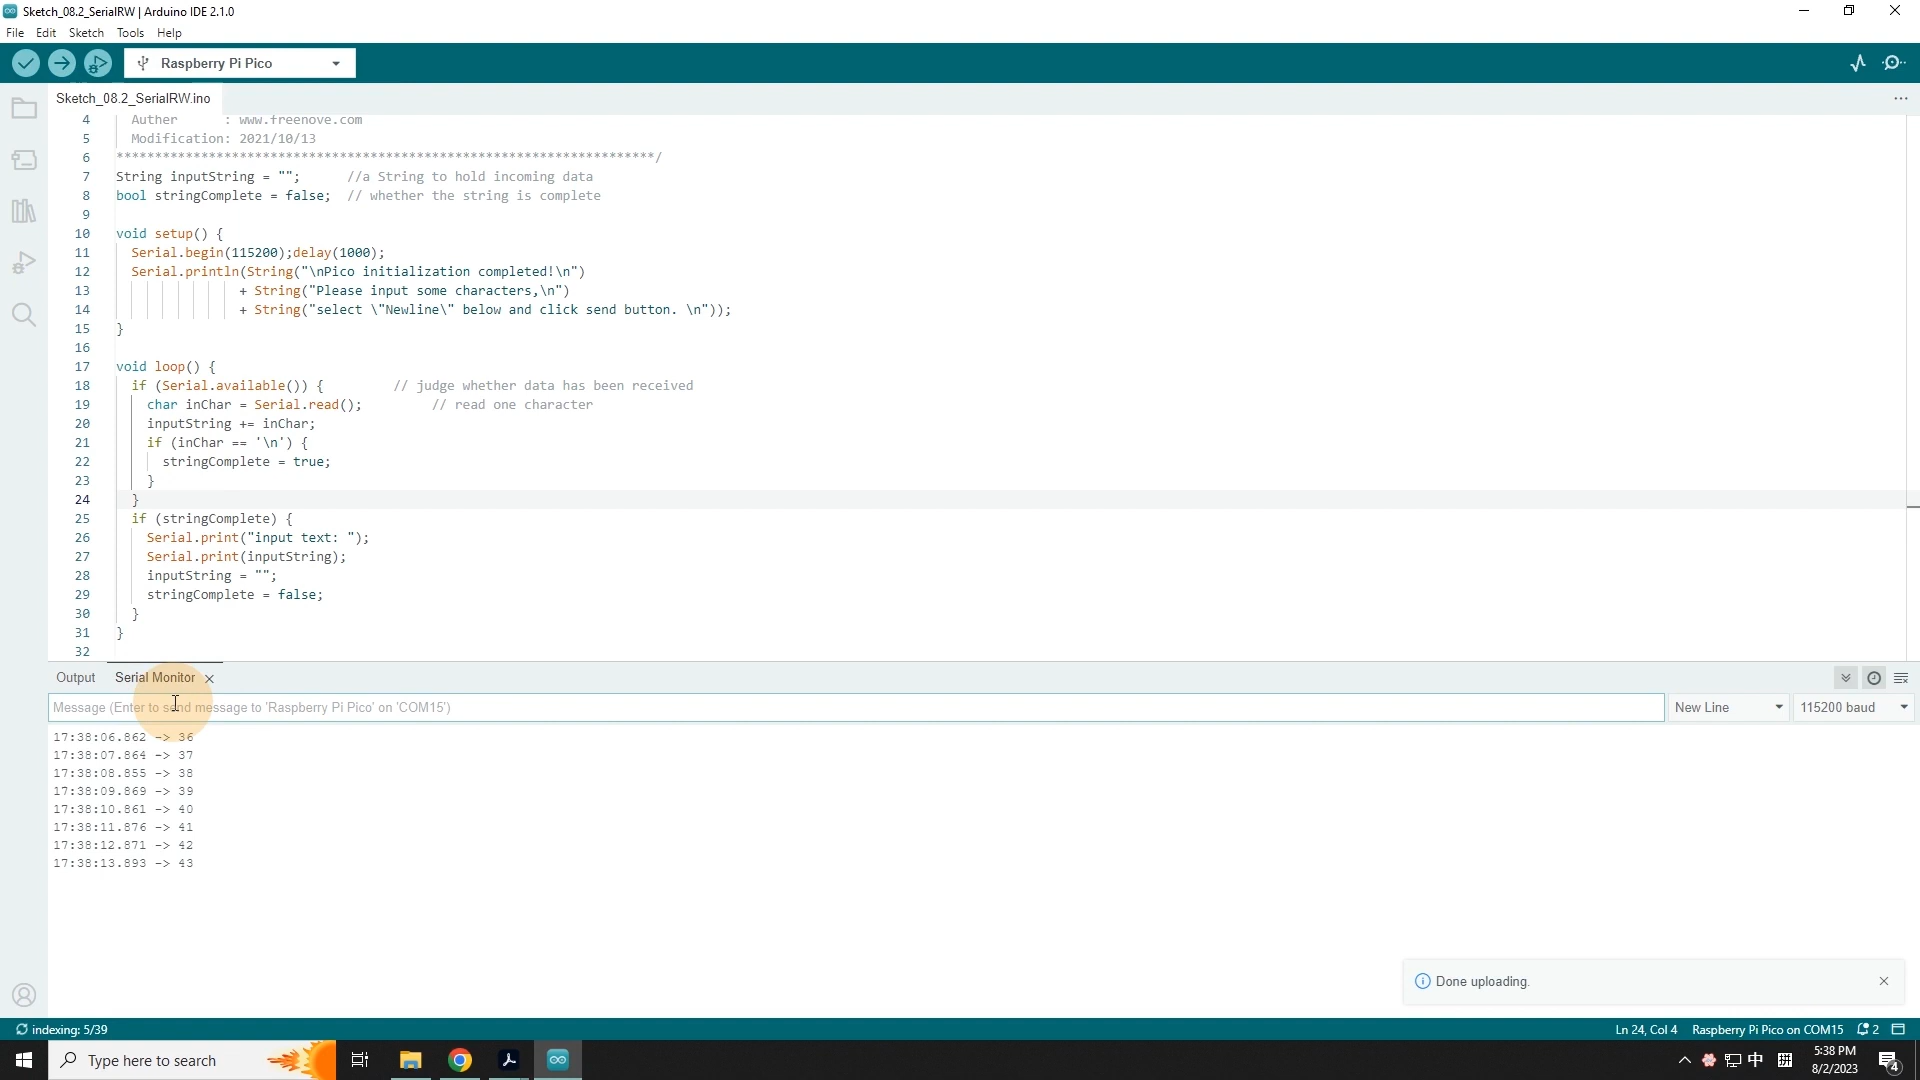 Sketch_08.2_SerialRW | Arduino IDE 2.1.0
File Edit Sketch Tools Help
Raspberry Pi Pico
Sketch_08.2_SerialRW.ino
4 Auther : www.freenove.com
5 Modification: 2021/10/13
6 **********************************************************************/
7 String inputString = ""; //a String to hold incoming data
8 bool stringComplete = false; // whether the string is complete
9
10 void setup() {
11 Serial.begin(115200);delay(1000);
12 Serial.println(String("\nPico initialization completed!\n")
13 + String("Please input some characters,\n")
14 + String("select \"Newline\" below and click send button. \n"));
15 }
16
17 void loop() {
18 if (Serial.available()) { // judge whether data has been received
19 char inChar = Serial.read(); // read one character
20 inputString += inChar;
21 if (inChar == '\n') {
22 stringComplete = true;
23 }
24 }
25 if (stringComplete) {
26 Serial.print("input text: ");
27 Serial.print(inputString);
28 inputString = "";
29 stringComplete = false;
30 }
31 }
32
Output Serial Monitor
Message (Enter to send message to 'Raspberry Pi Pico' on 'COM15') New Line 115200 baud
17:38:06.862 -> 36
17:38:07.864 -> 37
17:38:08.855 -> 38
17:38:09.869 -> 39
17:38:10.861 -> 40
17:38:11.876 -> 41
17:38:12.871 -> 42
17:38:13.893 -> 43
Done uploading.
indexing: 5/39 Ln 24, Col 4 Raspberry Pi Pico on COM15 2
Type here to search 中 拼 5:38 PM
8/2/2023 4